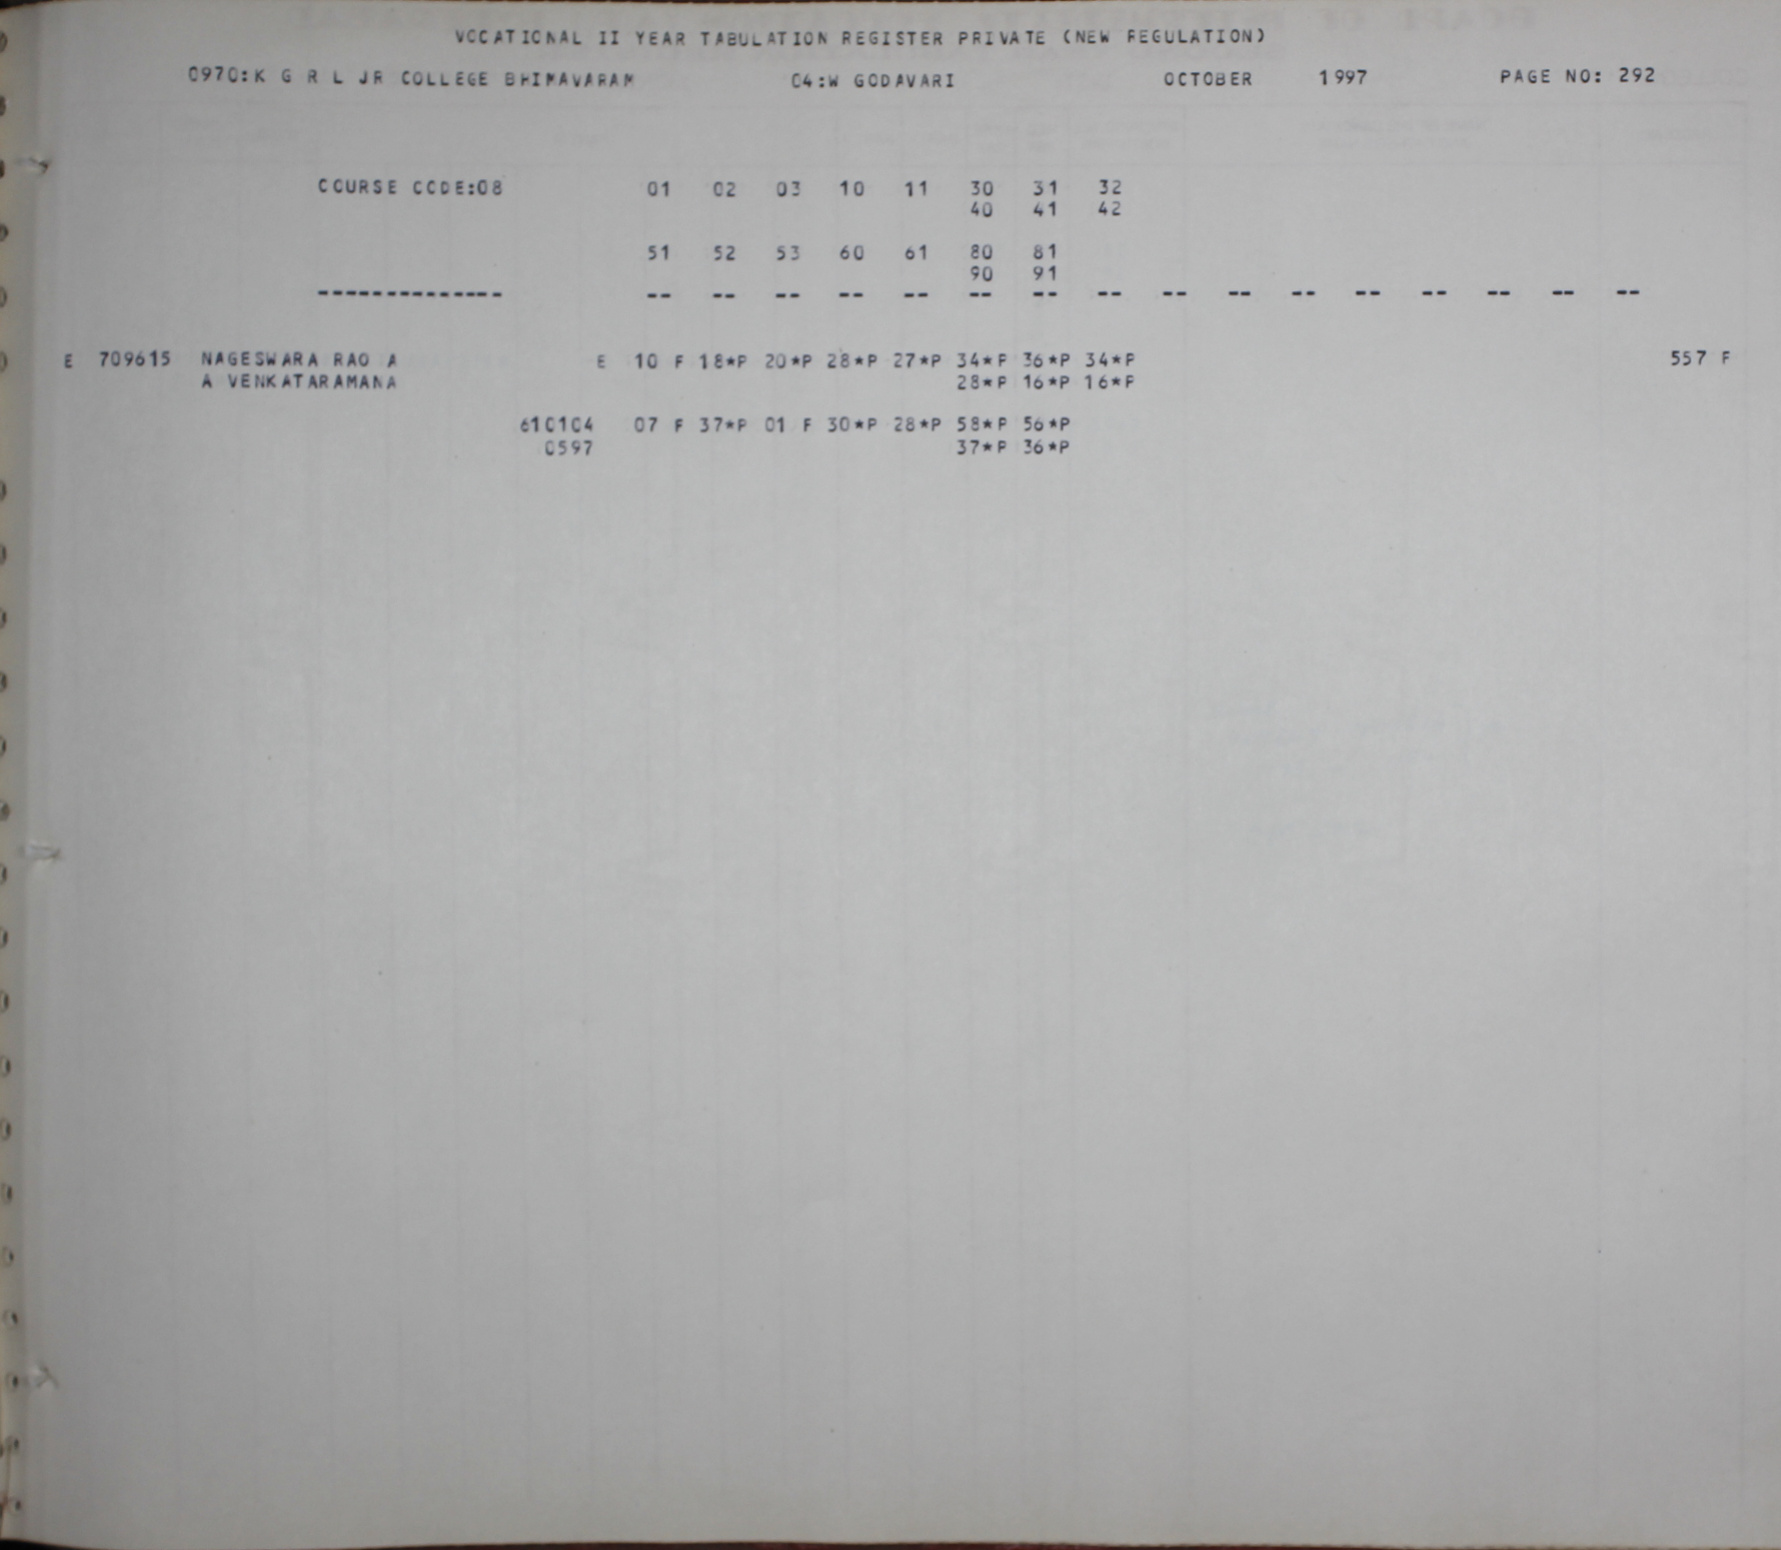 VOCATIONAL II YEAR TABULATION REGISTER PRIVATE (NEW REGULATION)
0970:K G R L JR COLLEGE BHIMAVARAM 04:W GODAVARI OCTOBER 1997 PAGE NO: 292
COURSE CODE:08 01 02 03 10 11 30 31 32
40 41 42
51 52 53 60 61 80 81
90 91
-------------- -- -- -- -- -- -- -- -- -- -- -- -- -- -- -- --
E 709615 NAGESWARA RAO A E 10 F 18*P 20*P 28*P 27*P 34*P 36*P 34*P 557 F
A VENKATARAMANA 28*P 16*P 16*P
610104 07 F 37*P 01 F 30*P 28*P 58*P 56*P
0597 37*P 36*P